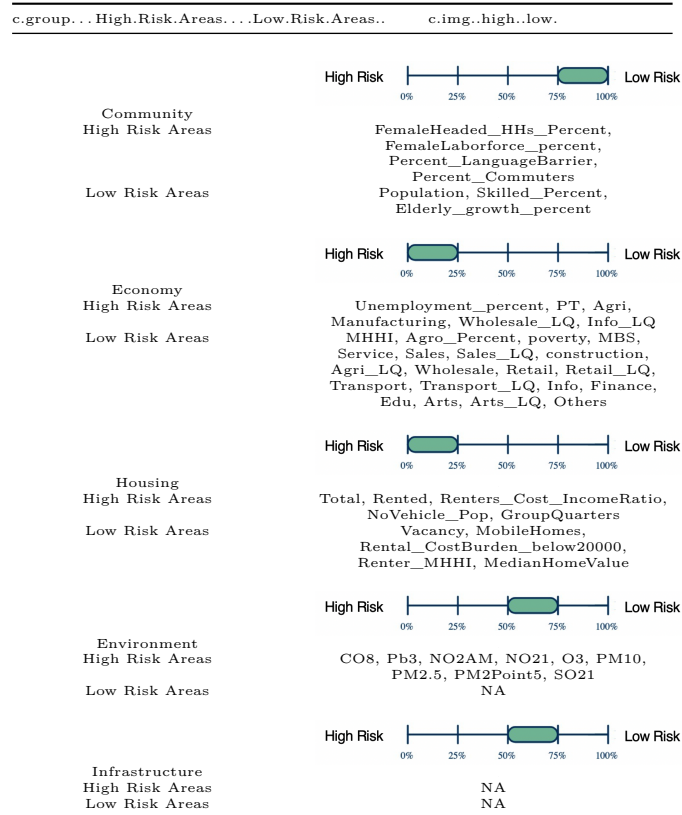 c.group...High.Risk.Areas....Low.Risk.Areas.. c.img..high..low.
High Risk 0% 25% 50% 75% 100% Low Risk
Community
High Risk Areas FemaleHeaded_HHs_Percent,
FemaleLaborforce_percent,
Percent_LanguageBarrier,
Percent_Commuters
Low Risk Areas Population, Skilled_Percent,
Elderly_growth_percent
High Risk 0% 25% 50% 75% 100% Low Risk
Economy
High Risk Areas Unemployment_percent, PT, Agri,
Manufacturing, Wholesale_LQ, Info_LQ
Low Risk Areas MHHI, Agro_Percent, poverty, MBS,
Service, Sales, Sales_LQ, construction,
Agri_LQ, Wholesale, Retail, Retail_LQ,
Transport, Transport_LQ, Info, Finance,
Edu, Arts, Arts_LQ, Others
High Risk 0% 25% 50% 75% 100% Low Risk
Housing
High Risk Areas Total, Rented, Renters_Cost_IncomeRatio,
NoVehicle_Pop, GroupQuarters
Low Risk Areas Vacancy, MobileHomes,
Rental_CostBurden_below20000,
Renter_MHHI, MedianHomeValue
High Risk 0% 25% 50% 75% 100% Low Risk
Environment
High Risk Areas CO8, Pb3, NO2AM, NO21, O3, PM10,
PM2.5, PM2Point5, SO21
Low Risk Areas NA
High Risk 0% 25% 50% 75% 100% Low Risk
Infrastructure
High Risk Areas NA
Low Risk Areas NA